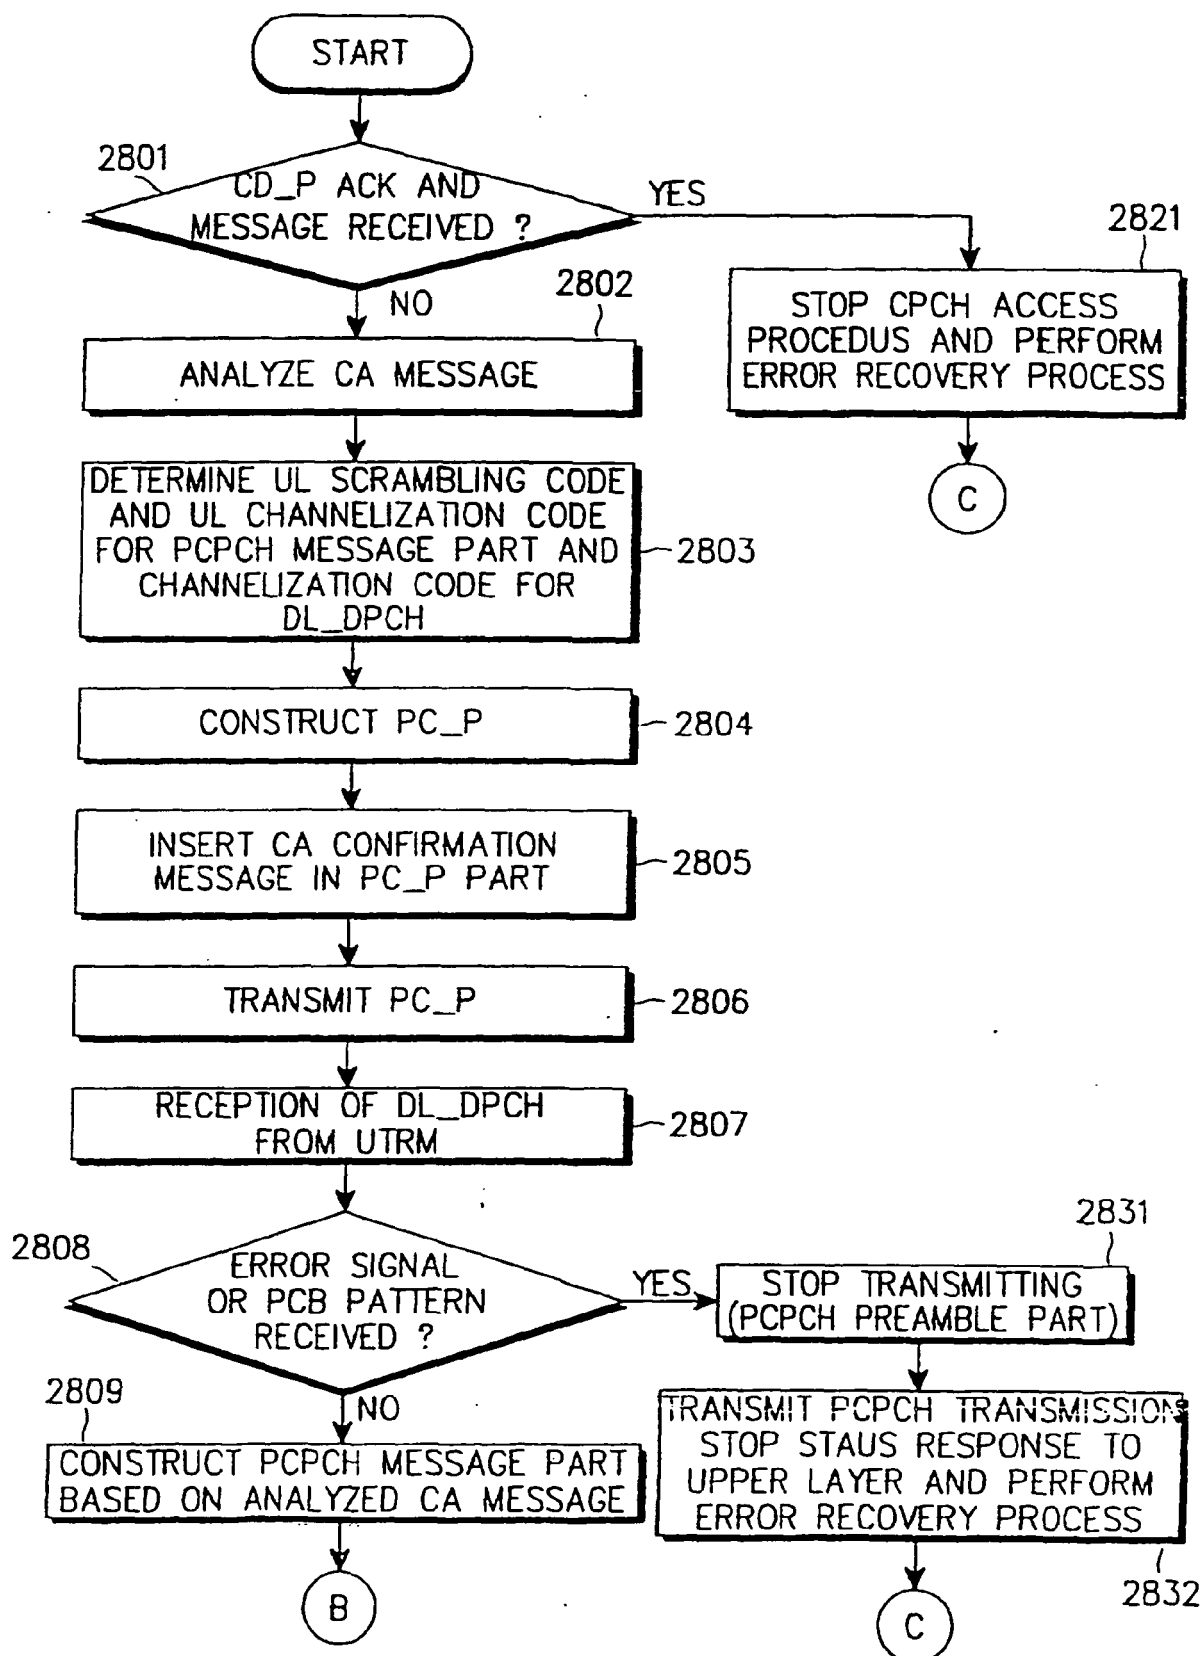 START
2801
CD_P ACK AND
MESSAGE RECEIVED ?
YES
NO
2821
STOP CPCH ACCESS
PROCEDUS AND PERFORM
ERROR RECOVERY PROCESS
C
2802
ANALYZE CA MESSAGE
DETERMINE UL SCRAMBLING CODE
AND UL CHANNELIZATION CODE
FOR PCPCH MESSAGE PART AND
CHANNELIZATION CODE FOR
DL_DPCH
2803
CONSTRUCT PC_P
2804
INSERT CA CONFIRMATION
MESSAGE IN PC_P PART
2805
TRANSMIT PC_P
2806
RECEPTION OF DL_DPCH
FROM UTRM
2807
2808
ERROR SIGNAL
OR PCB PATTERN
RECEIVED ?
YES
NO
2831
STOP TRANSMITTING
(PCPCH PREAMBLE PART)
TRANSMIT PCPCH TRANSMISSION
STOP STAUS RESPONSE TO
UPPER LAYER AND PERFORM
ERROR RECOVERY PROCESS
2832
C
2809
CONSTRUCT PCPCH MESSAGE PART
BASED ON ANALYZED CA MESSAGE
B